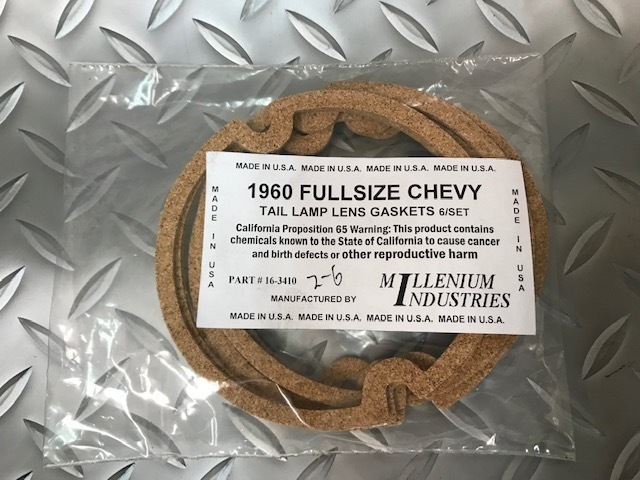 MADE IN U.S.A. MADE IN U.S.A. MADE IN U.S.A. MADE IN U.S.A.
MADE IN USA
1960 FULLSIZE CHEVY
TAIL LAMP LENS GASKETS 6/SET
California Proposition 65 Warning: This product contains
chemicals known to the State of California to cause cancer
and birth defects or other reproductive harm
PART # 16-3410 2-6
MANUFACTURED BY
MILLENIUM
INDUSTRIES
MADE IN USA
MADE IN U.S.A. MADE IN U.S.A. MADE IN U.S.A. MADE IN U.S.A.